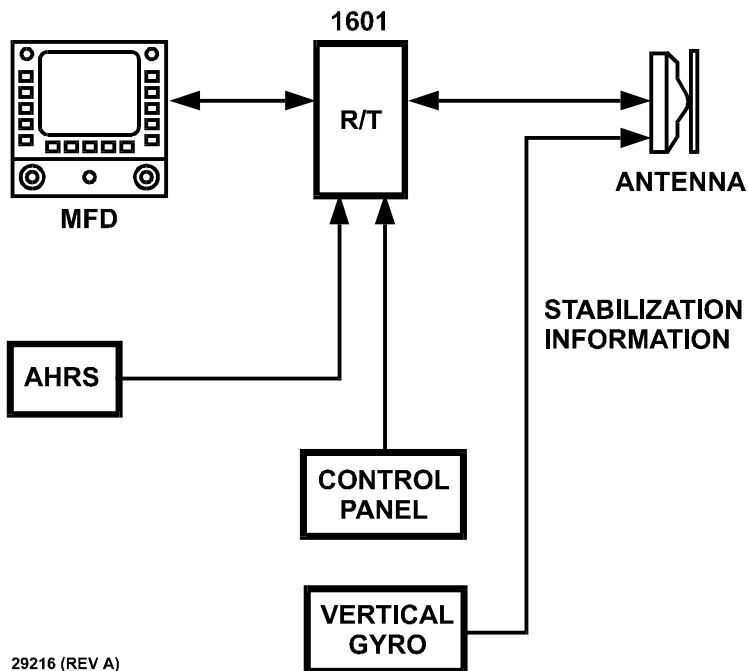 1601
R/T
MFD
ANTENNA
STABILIZATION
INFORMATION
AHRS
CONTROL
PANEL
VERTICAL
GYRO
29216 (REV A)